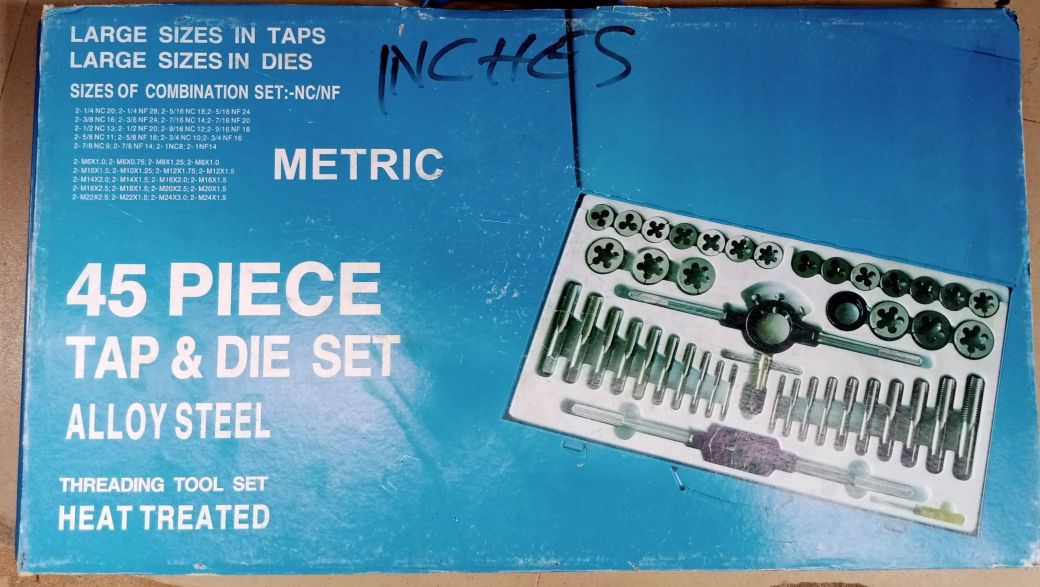 LARGE SIZES IN TAPS
LARGE SIZES IN DIES
INCHES
SIZES OF COMBINATION SET:-NC/NF
2- 1/4 NC 20; 2- 1/4 NF 28; 2- 5/16 NC 18;2- 5/16 NF 24
2- 3/8 NC 16; 2- 3/8 NF 24; 2- 7/16 NC 14;2- 7/16 NF 20
2- 1/2 NC 13; 2- 1/2 NF 20; 2- 9/16 NC 12;2- 9/16 NF 18
2- 5/8 NC 11; 2- 5/8 NF 18; 2- 3/4 NC 10;2- 3/4 NF 16
2- 7/8 NC 9; 2- 7/8 NF 14; 2- 1NC8; 2- 1NF14
METRIC
2- M6X1.0; 2- M6X0.75; 2- M8X1.25; 2- M8X1.0
2- M10X1.5; 2- M10X1.25; 2- M12X1.75; 2- M12X1.5
2- M14X2.0; 2- M14X1.5; 2- M16X2.0; 2- M16X1.5
2- M18X2.5; 2- M18X1.5; 2- M20X2.5; 2- M20X1.5
2- M22X2.5; 2- M22X1.5; 2- M24X3.0; 2- M24X1.5
45 PIECE
TAP & DIE SET
ALLOY STEEL
THREADING TOOL SET
HEAT TREATED